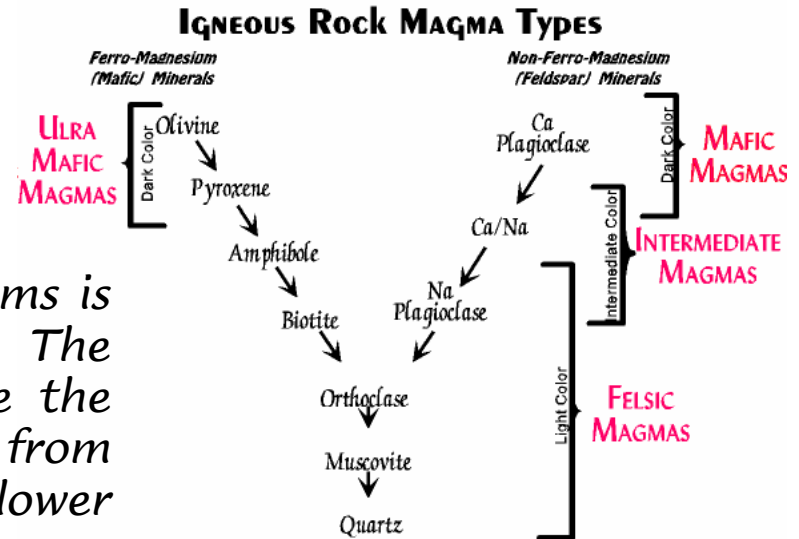 Igneous Rock Magma Types
Ferro-Magnesium
(Mafic) Minerals
Non-Ferro-Magnesium
(Feldspar) Minerals
Ulra
Mafic
Magmas
Dark Color
Olivine
Pyroxene
Amphibole
Biotite
Ca
Plagioclase
Ca/Na
Na
Plagioclase
Orthoclase
Muscovite
Quartz
Dark Color
Mafic
Magmas
Intermediate Color
Intermediate
Magmas
Light Color
Felsic
Magmas
ms is
The
e the
from
lower